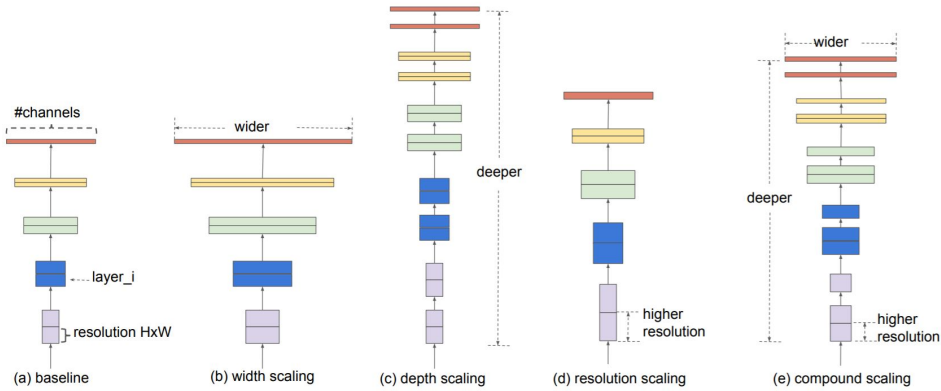 #channels
layer_i
resolution HxW
(a) baseline
wider
(b) width scaling
deeper
(c) depth scaling
higher
resolution
(d) resolution scaling
wider
deeper
higher
resolution
(e) compound scaling